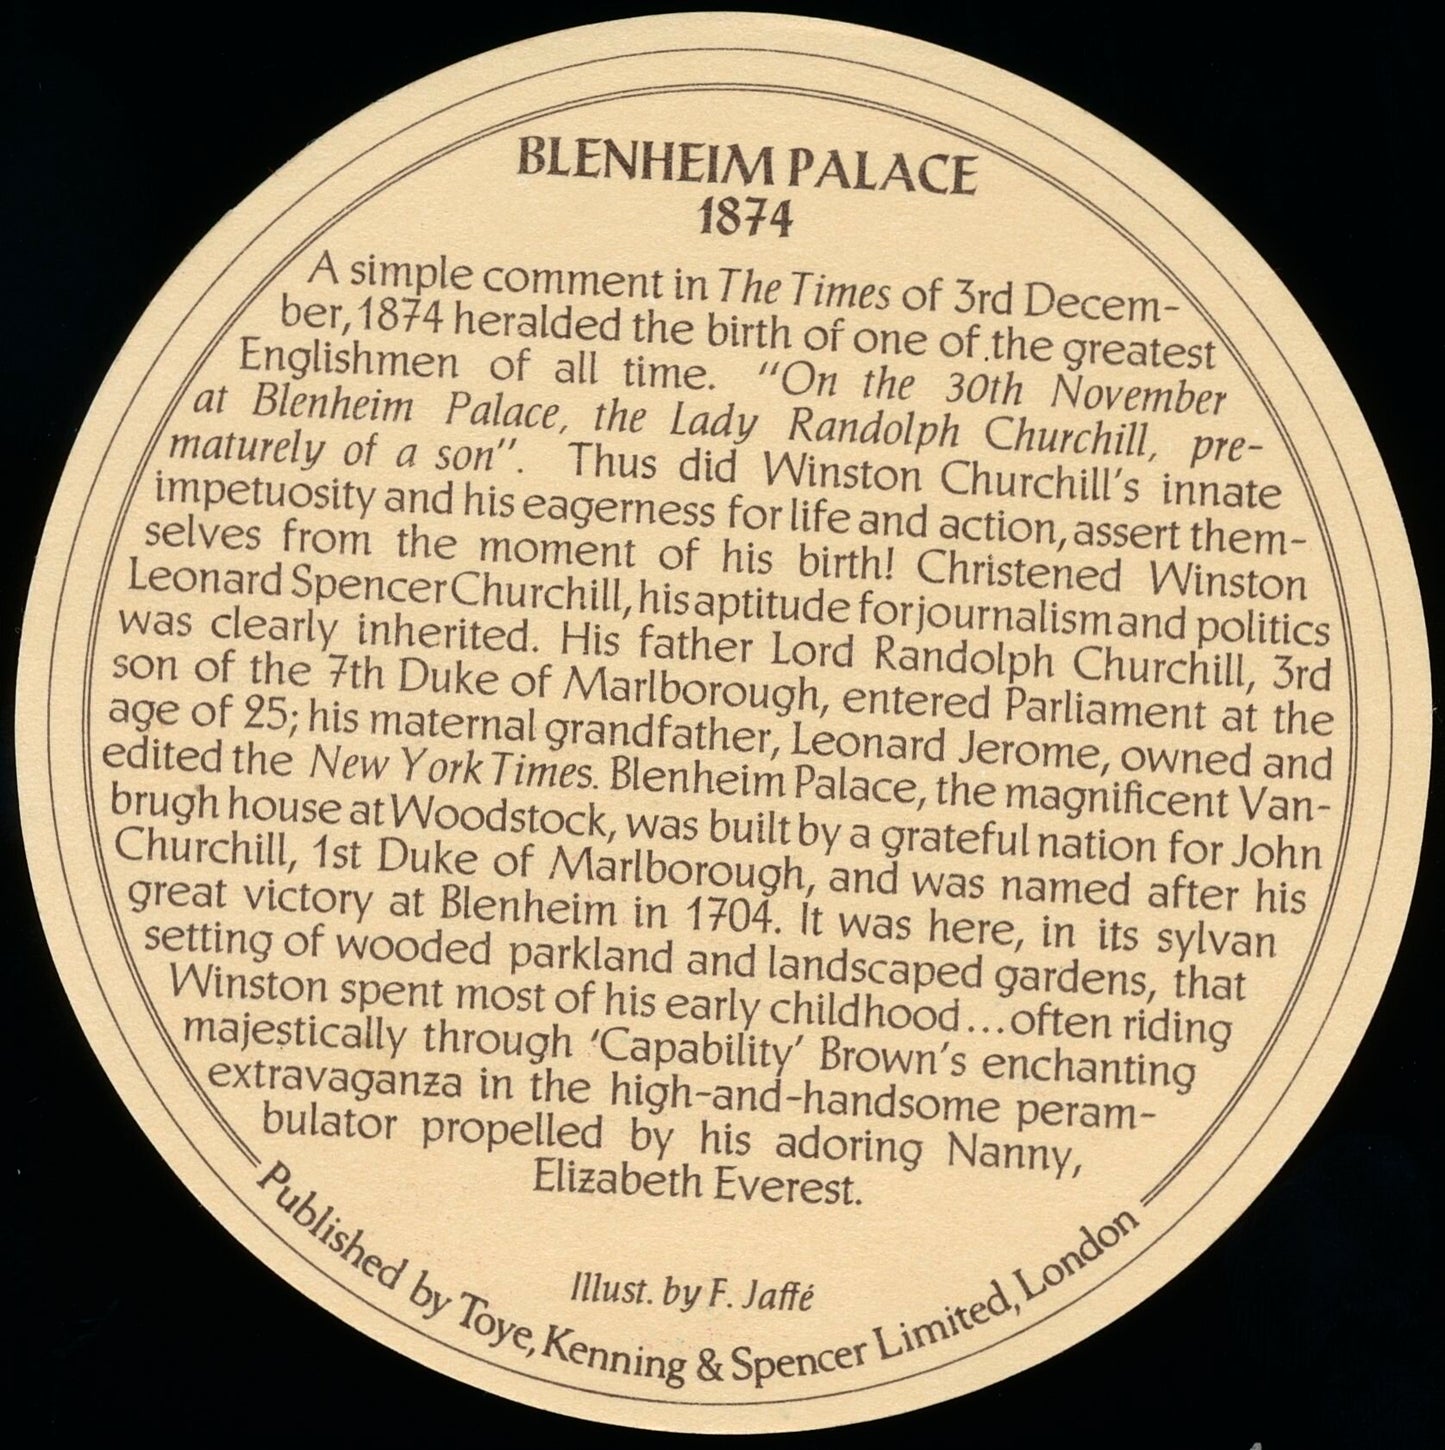 BLENHEIM PALACE
1874
A simple comment in The Times of 3rd Decem-
ber, 1874 heralded the birth of one of the greatest
Englishmen of all time. "On the 30th November
at Blenheim Palace, the Lady Randolph Churchill, pre-
maturely of a son". Thus did Winston Churchill's innate
impetuosity and his eagerness for life and action, assert them-
selves from the moment of his birth! Christened Winston
Leonard Spencer Churchill, his aptitude for journalism and politics
was clearly inherited. His father Lord Randolph Churchill, 3rd
son of the 7th Duke of Marlborough, entered Parliament at the
age of 25; his maternal grandfather, Leonard Jerome, owned and
edited the New York Times. Blenheim Palace, the magnificent Van-
brugh house at Woodstock, was built by a grateful nation for John
Churchill, 1st Duke of Marlborough, and was named after his
great victory at Blenheim in 1704. It was here, in its sylvan
setting of wooded parkland and landscaped gardens, that
Winston spent most of his early childhood...often riding
majestically through 'Capability' Brown's enchanting
extravaganza in the high-and-handsome peram-
bulator propelled by his adoring Nanny,
Elizabeth Everest.
Illust. by F. Jaffé
Published by Toye, Kenning & Spencer Limited, London